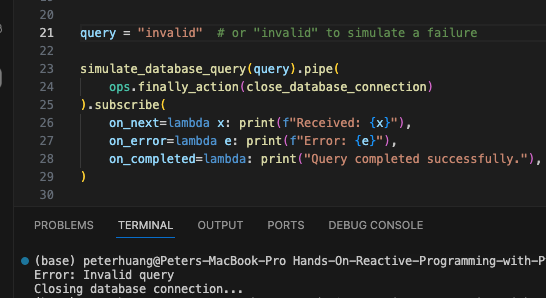 20
21 query = "invalid"  # or "invalid" to simulate a failure
22
23 simulate_database_query(query).pipe(
24     ops.finally_action(close_database_connection)
25 ).subscribe(
26     on_next=lambda x: print(f"Received: {x}"),
27     on_error=lambda e: print(f"Error: {e}"),
28     on_completed=lambda: print("Query completed successfully."),
29 )
30
PROBLEMS TERMINAL OUTPUT PORTS DEBUG CONSOLE
(base) peterhuang@Peters-MacBook-Pro Hands-On-Reactive-Programming-with-P
Error: Invalid query
Closing database connection...